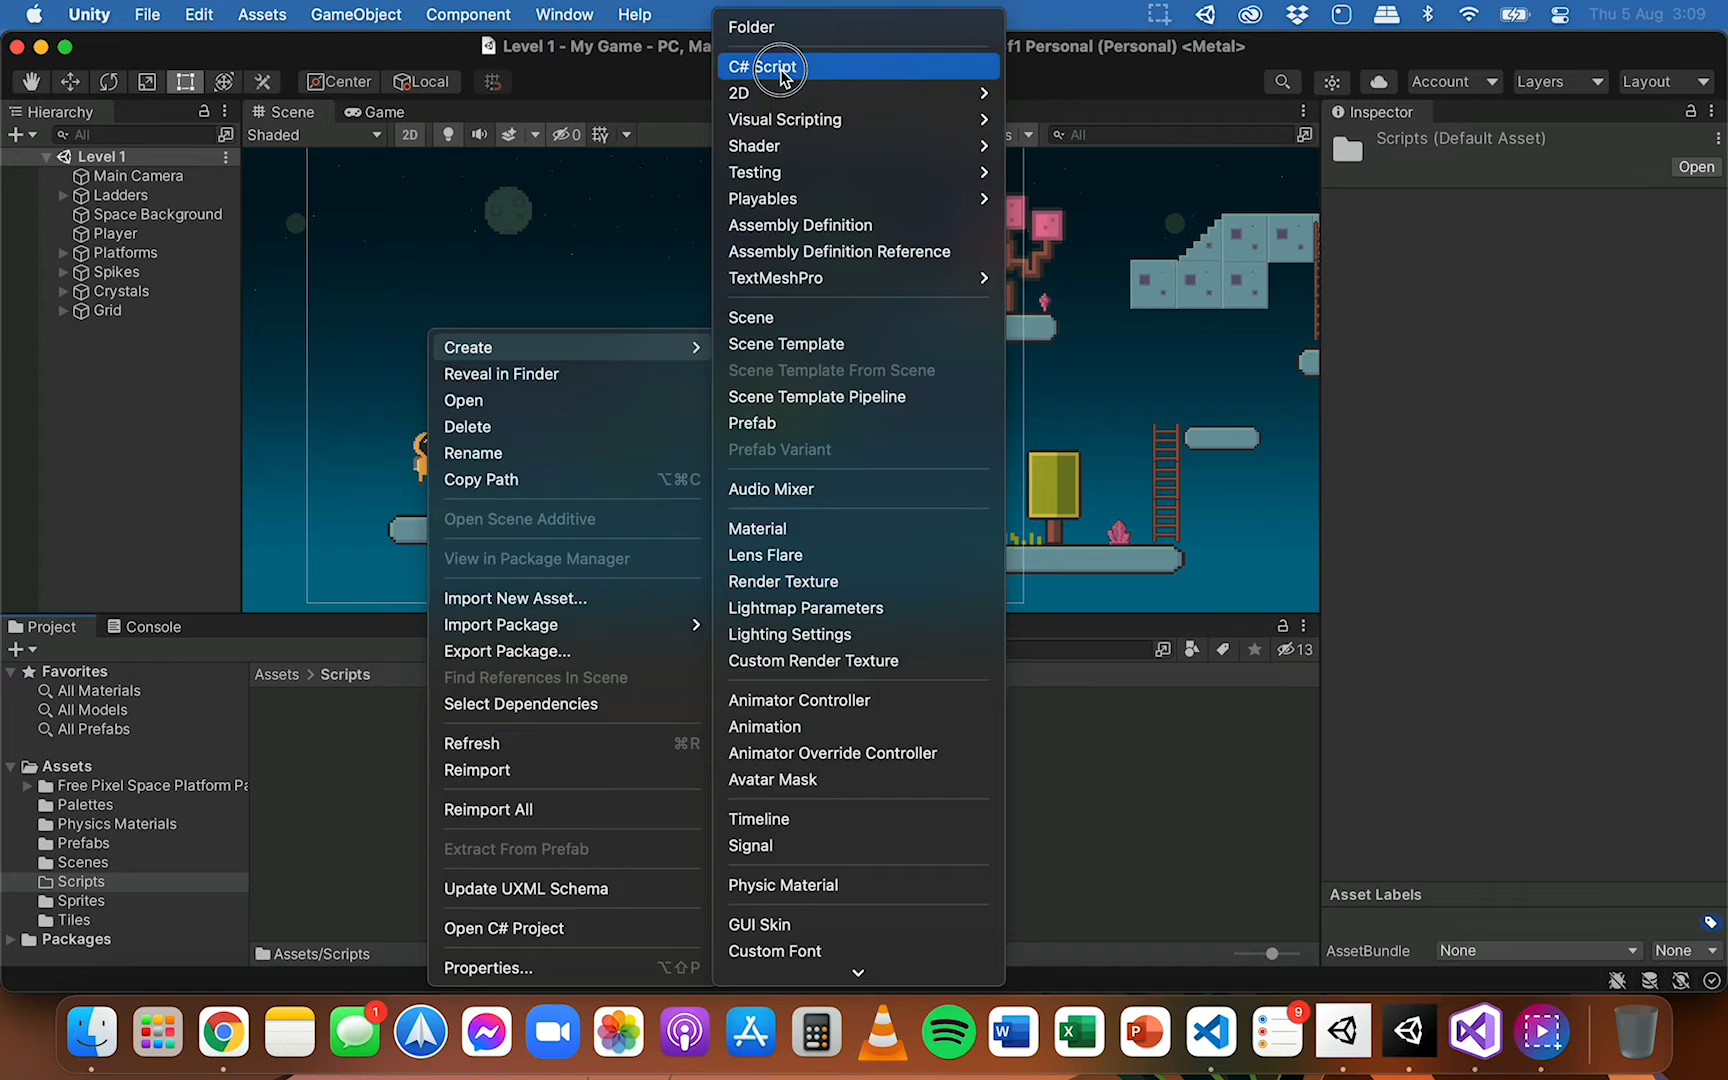 Unity File Edit Assets GameObject Component Window Help
Thu 5 Aug 3:09
Level 1 - My Game - PC, Ma
f1 Personal (Personal) <Metal>
Center Local
Account Layers Layout
Hierarchy
All
Level 1
Main Camera
Ladders
Space Background
Player
Platforms
Spikes
Crystals
Grid
Scene Game
Shaded 2D 0
s All
Create
Reveal in Finder
Open
Delete
Rename
Copy Path ⌥⌘C
Open Scene Additive
View in Package Manager
Import New Asset...
Import Package
Export Package...
Find References In Scene
Select Dependencies
Refresh ⌘R
Reimport
Reimport All
Extract From Prefab
Update UXML Schema
Open C# Project
Properties... ⌥⇧P
Folder
C# Script
2D
Visual Scripting
Shader
Testing
Playables
Assembly Definition
Assembly Definition Reference
TextMeshPro
Scene
Scene Template
Scene Template From Scene
Scene Template Pipeline
Prefab
Prefab Variant
Audio Mixer
Material
Lens Flare
Render Texture
Lightmap Parameters
Lighting Settings
Custom Render Texture
Animator Controller
Animation
Animator Override Controller
Avatar Mask
Timeline
Signal
Physic Material
GUI Skin
Custom Font
Inspector
Scripts (Default Asset)
Open
Asset Labels
AssetBundle None None
Project Console
13
Favorites
All Materials
All Models
All Prefabs
Assets
Free Pixel Space Platform Pa
Palettes
Physics Materials
Prefabs
Scenes
Scripts
Sprites
Tiles
Packages
Assets > Scripts
Assets/Scripts
1
W
X
P
9